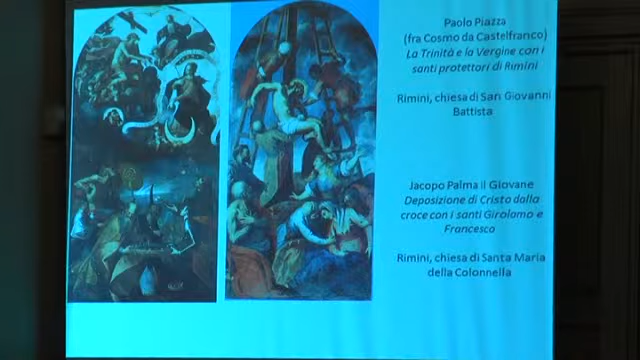 Paolo Piazza
(fra Cosmo da Castelfranco)
La Trinità e la Vergine con i
santi protettori di Rimini
Rimini, chiesa di San Giovanni
Battista
Jacopo Palma il Giovane
Deposizione di Cristo dalla
croce con i santi Girolamo e
Francesco
Rimini, chiesa di Santa Maria
della Colonnella